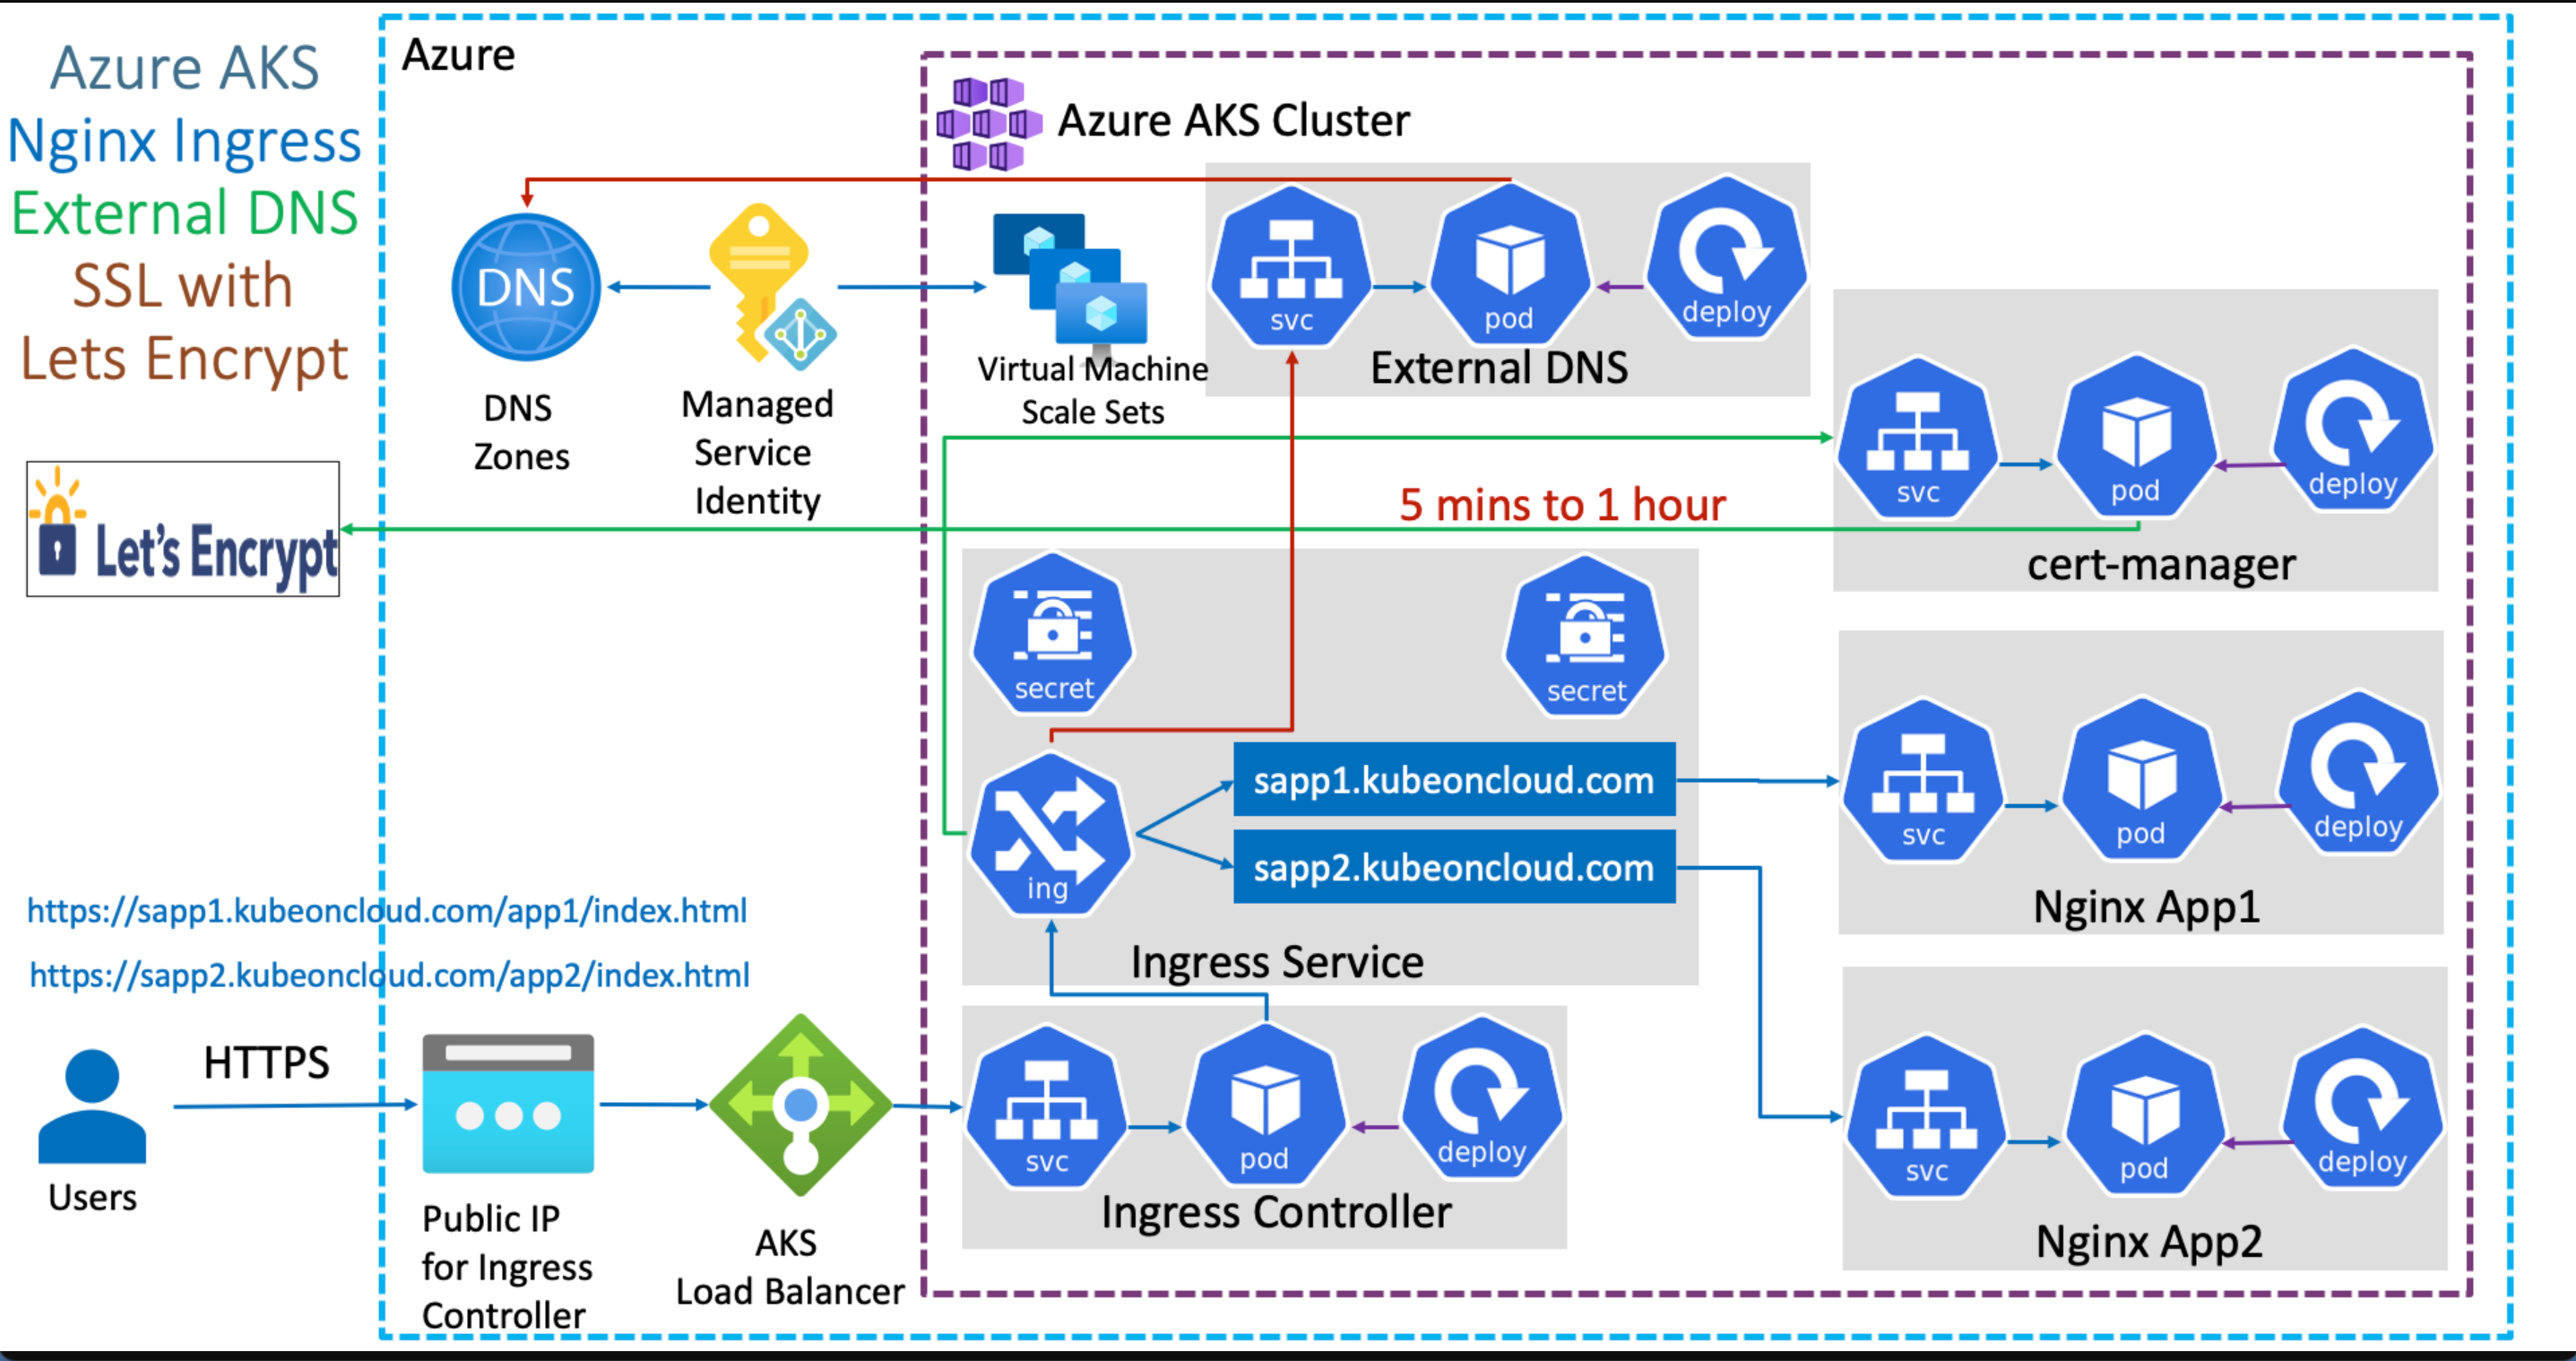 Azure AKS
Nginx Ingress
External DNS
SSL with
Lets Encrypt
Let's Encrypt
Azure
Azure AKS Cluster
DNS
DNS
Zones
Managed
Service
Identity
Virtual Machine
Scale Sets
svc
pod
deploy
External DNS
svc
pod
deploy
cert-manager
5 mins to 1 hour
secret
secret
ing
sapp1.kubeoncloud.com
sapp2.kubeoncloud.com
Ingress Service
svc
pod
deploy
Nginx App1
https://sapp1.kubeoncloud.com/app1/index.html
https://sapp2.kubeoncloud.com/app2/index.html
HTTPS
Users
Public IP
for Ingress
Controller
AKS
Load Balancer
svc
pod
deploy
Ingress Controller
svc
pod
deploy
Nginx App2